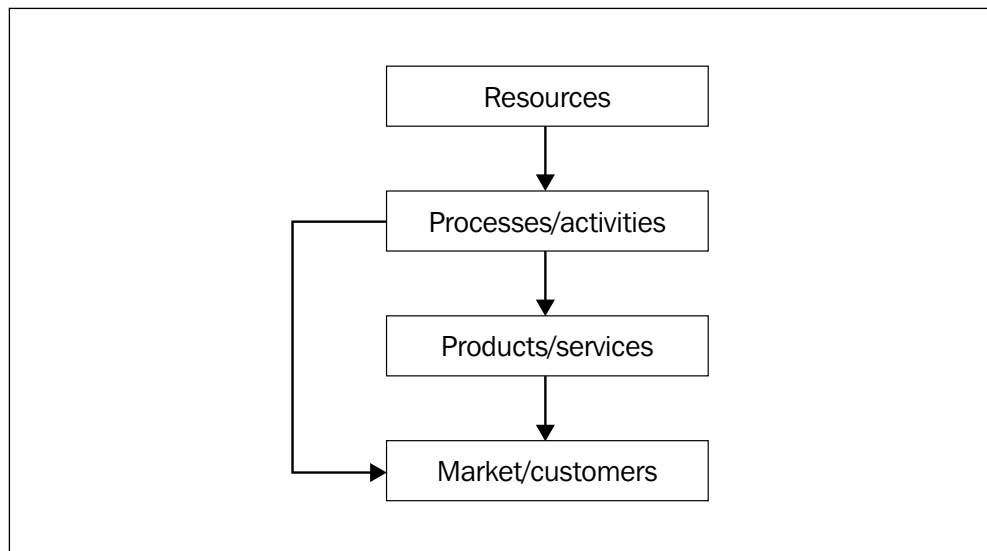 Resources
Processes/activities
Products/services
Market/customers